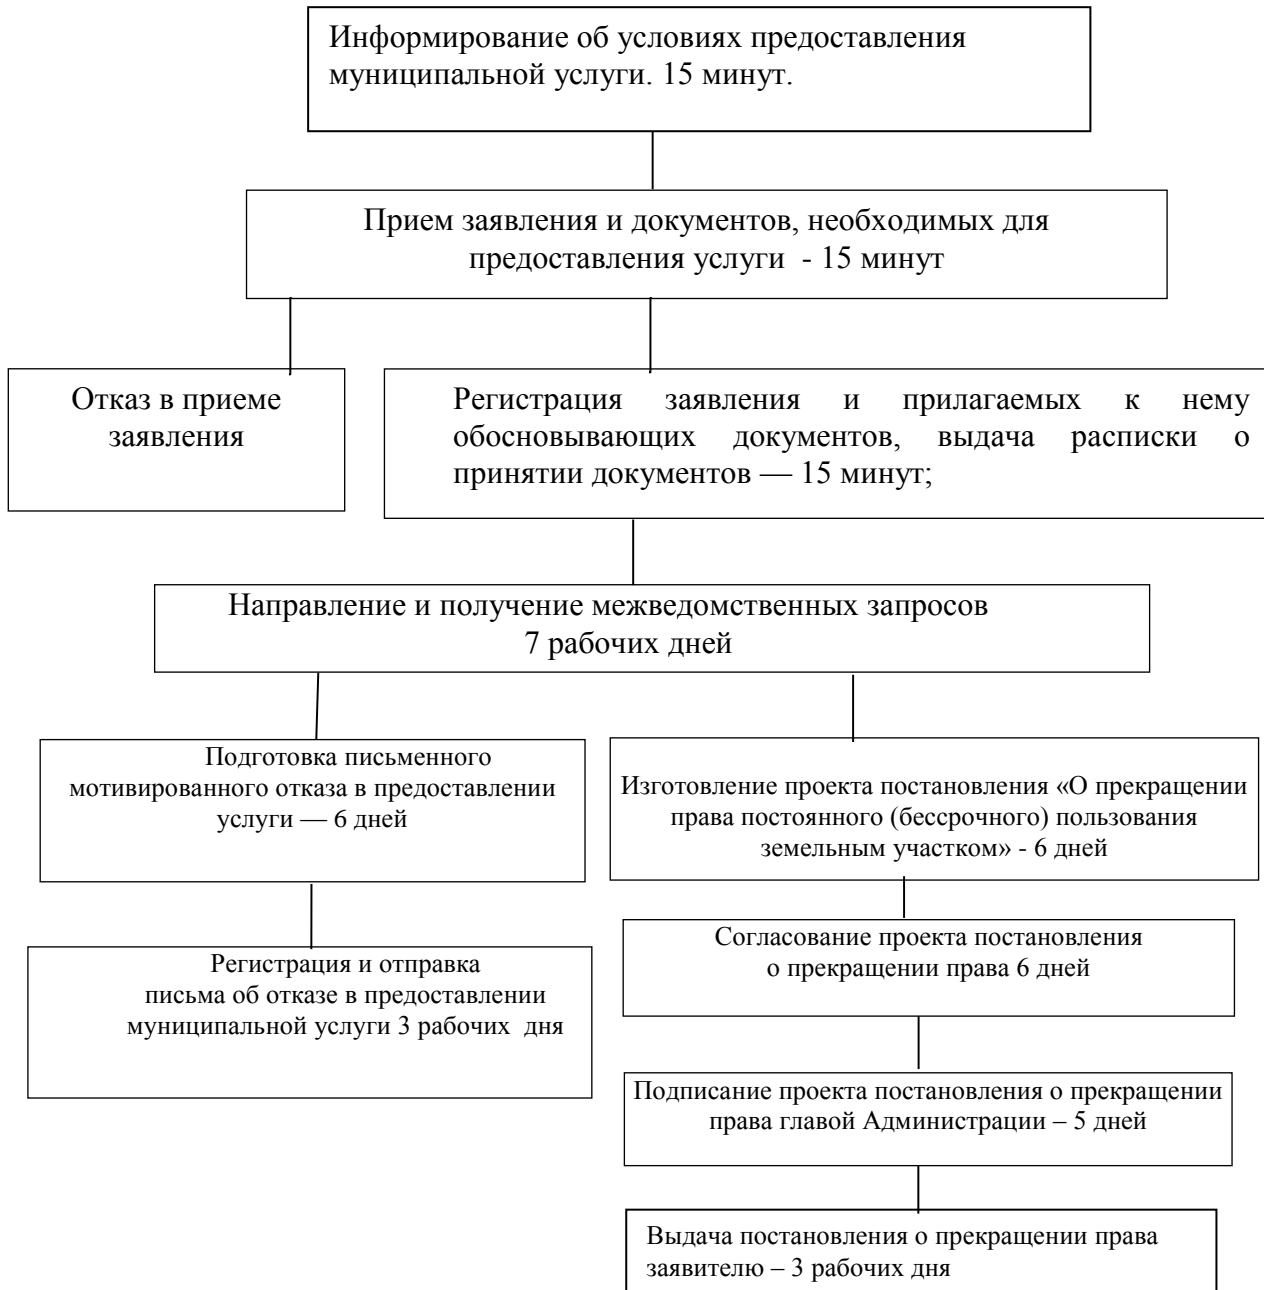 Информирование об условиях предоставления
муниципальной услуги. 15 минут.
Прием заявления и документов, необходимых для
предоставления услуги - 15 минут
Отказ в приеме
заявления
Регистрация заявления и прилагаемых к нему
обосновывающих документов, выдача расписки о
принятии документов — 15 минут;
Направление и получение межведомственных запросов
7 рабочих дней
Подготовка письменного
мотивированного отказа в предоставлении
услуги — 6 дней
Регистрация и отправка
письма об отказе в предоставлении
муниципальной услуги 3 рабочих дня
Изготовление проекта постановления «О прекращении
права постоянного (бессрочного) пользования
земельным участком» - 6 дней
Согласование проекта постановления
о прекращении права 6 дней
Подписание проекта постановления о прекращении
права главой Администрации – 5 дней
Выдача постановления о прекращении права
заявителю – 3 рабочих дня